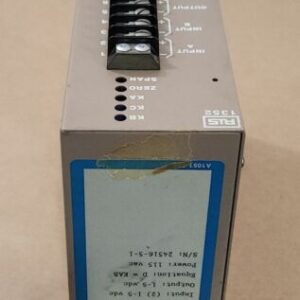 OUTPUT
INPUT
B
INPUT
A
SPAN
ZERO
KA
KC
KB
RIS
1352
Input: (2) 1-5 vdc
Output: 1-5 vdc
Equation: D = KAB
Power: 115 vac
S/N: 24516-5-1